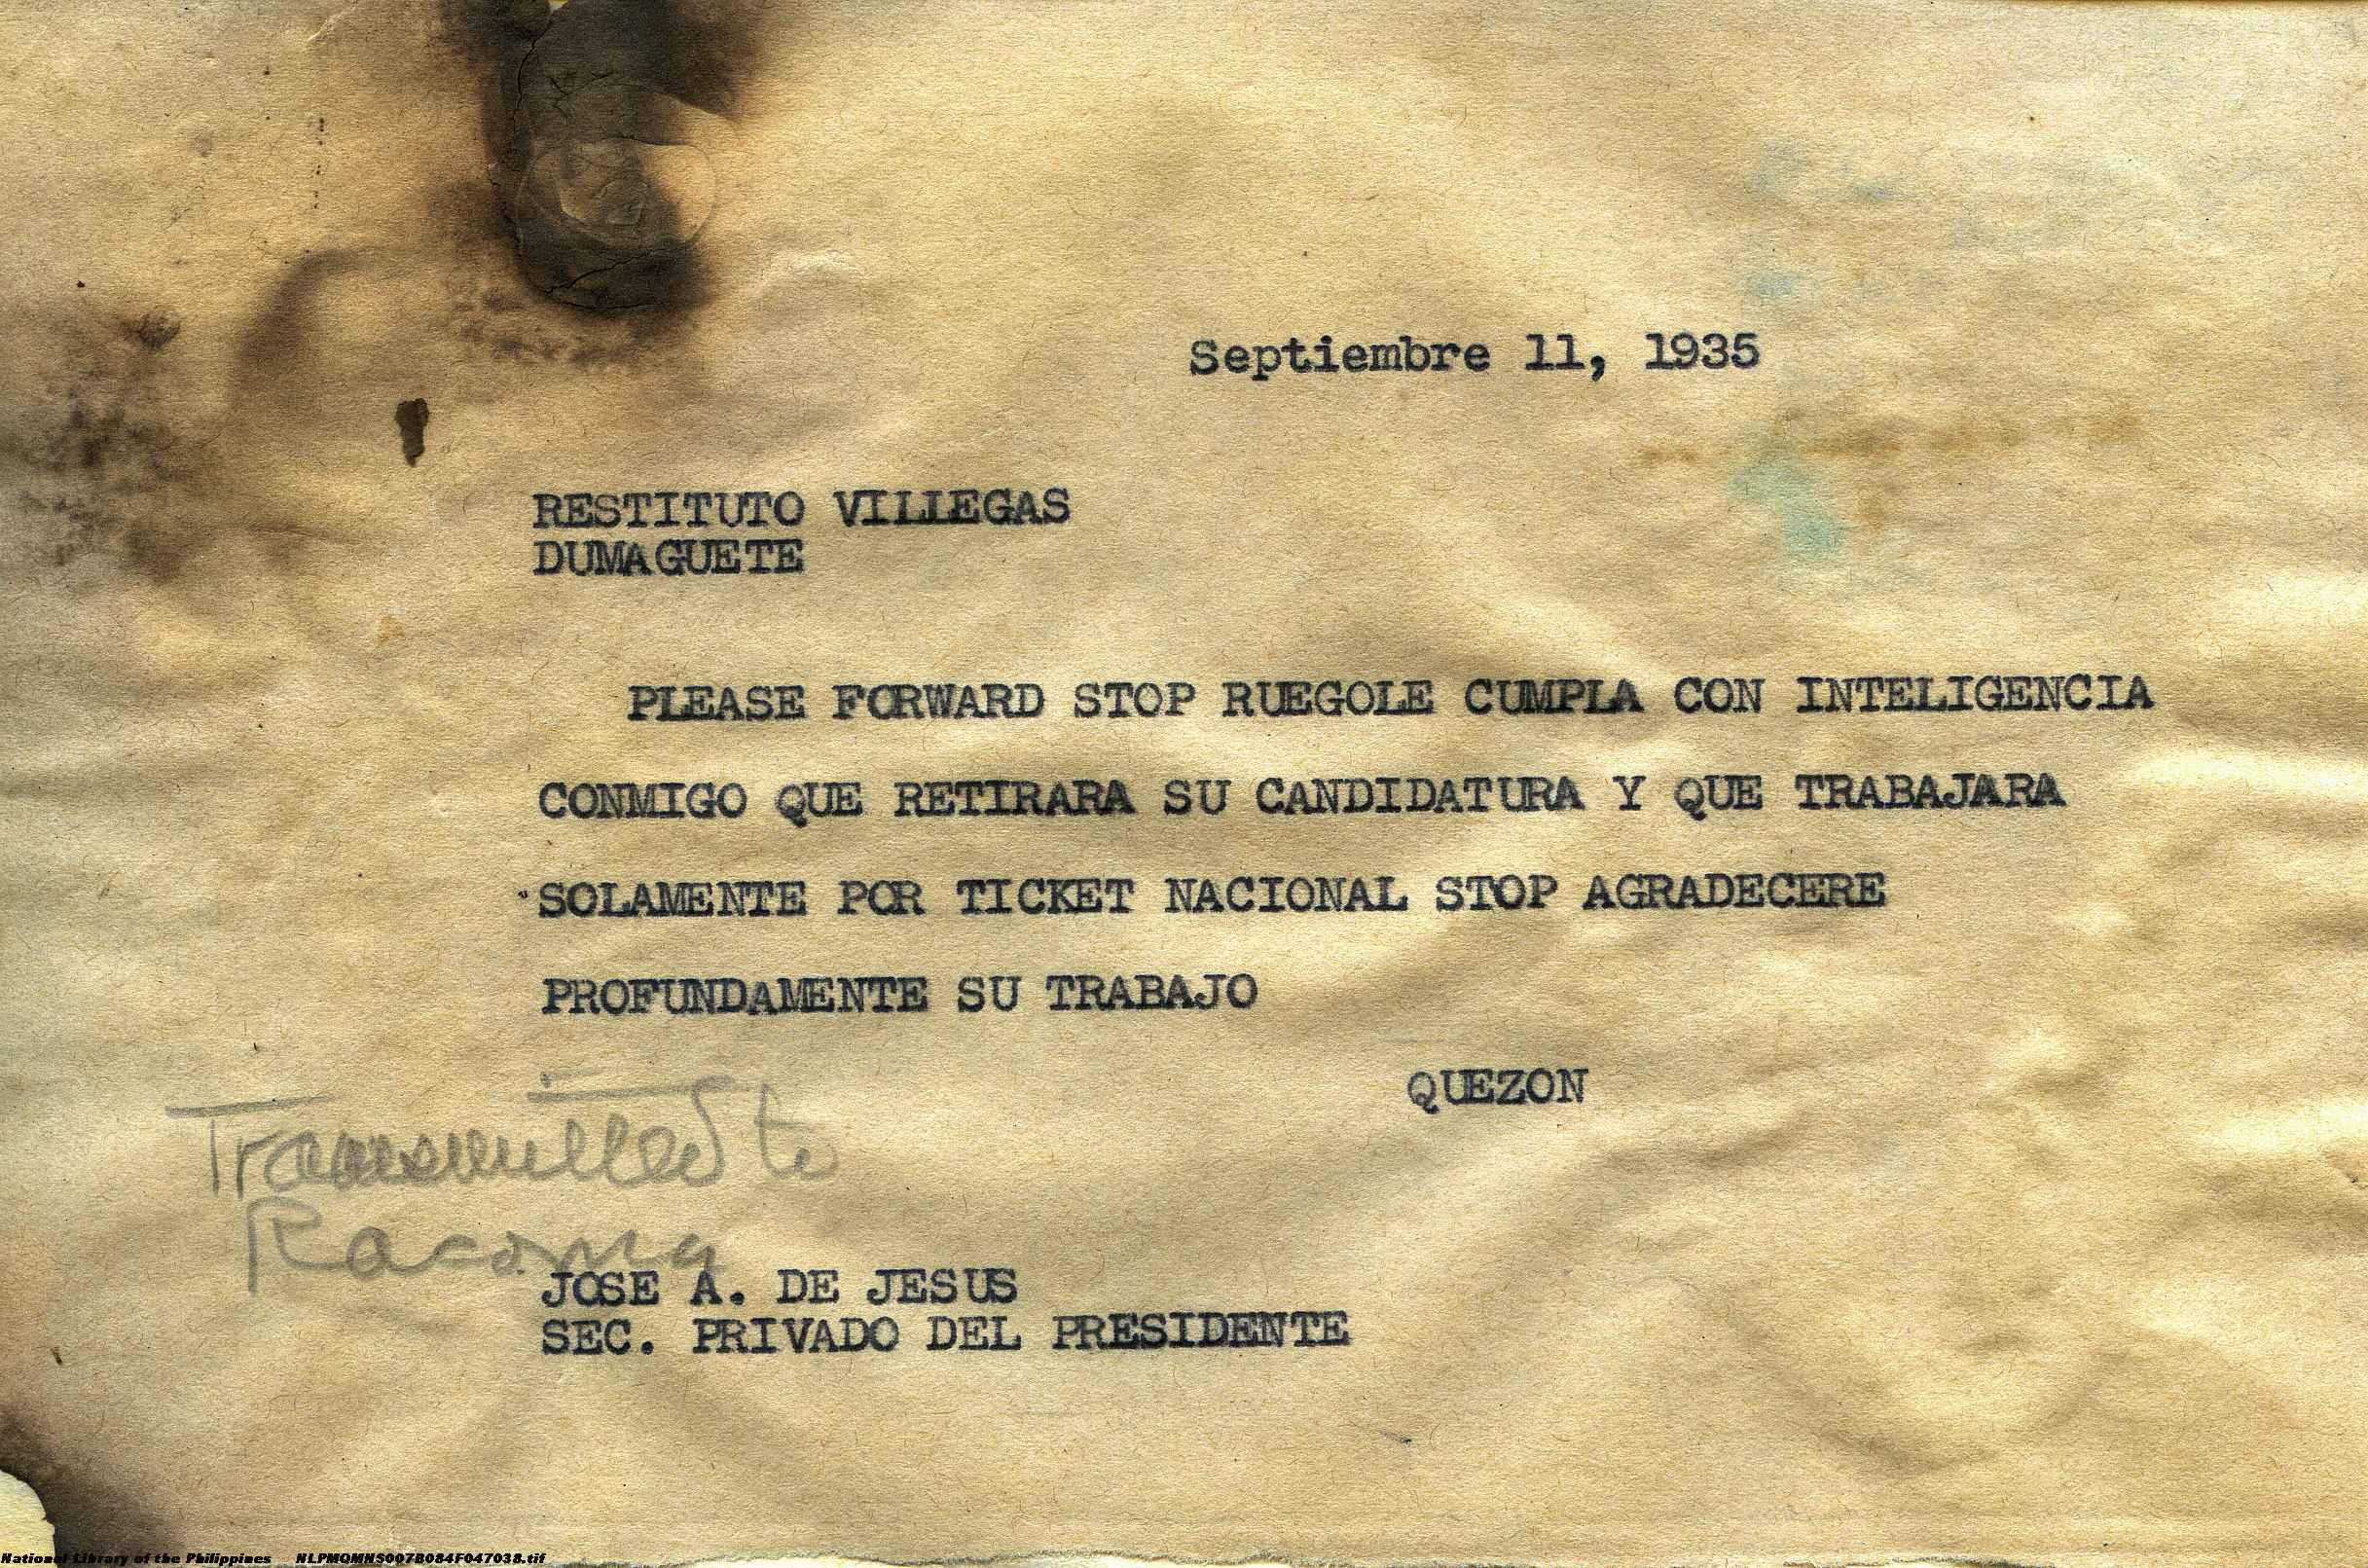 Septiembre 11, 1935
RESTITUTO VILLEGAS
DUMAGUETE
PLEASE FORWARD STOP RUEGOLE CUMPLA CON INTELIGENCIA
CONMIGO QUE RETIRARA SU CANDIDATURA Y QUE TRABAJARA
SOLAMENTE POR TICKET NACIONAL STOP AGRADECERE
PROFUNDAMENTE SU TRABAJO
QUEZON
Transmitted to
Racoma
JOSE A. DE JESUS
SEC. PRIVADO DEL PRESIDENTE
National Library of the Philippines NLPMQMNS007B084F047038.tif